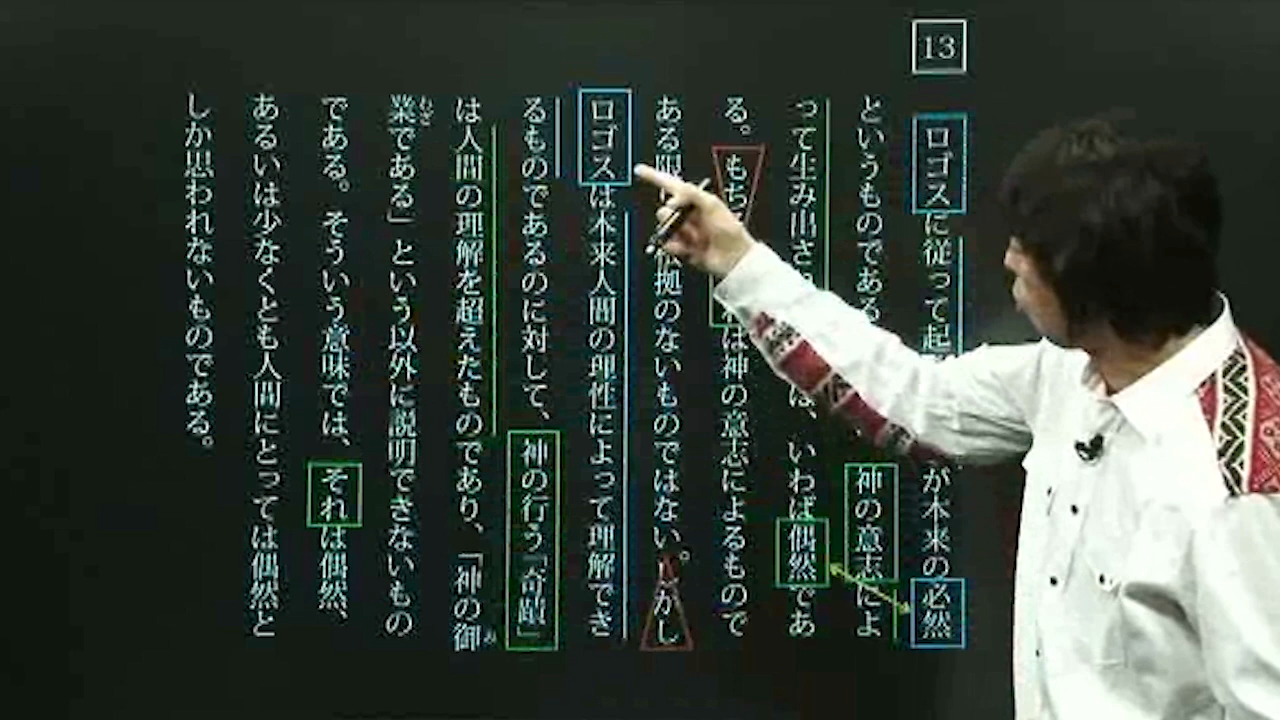 13
ロゴスに従って起 が本来の必然
というものである 神の意志によ
って生み出さ は、いわば偶然であ
る。もち は神の意志によるもので
ある 拠のないものではない。しかし
ロゴスは本来人間の理性によって理解でき
るものであるのに対して、神の行う「奇蹟」
は人間の理解を超えたものであり、「神の御
み
業である」という以外に説明できないもの
わざ
である。そういう意味では、それは偶然、
あるいは少なくとも人間にとっては偶然と
しか思われないものである。